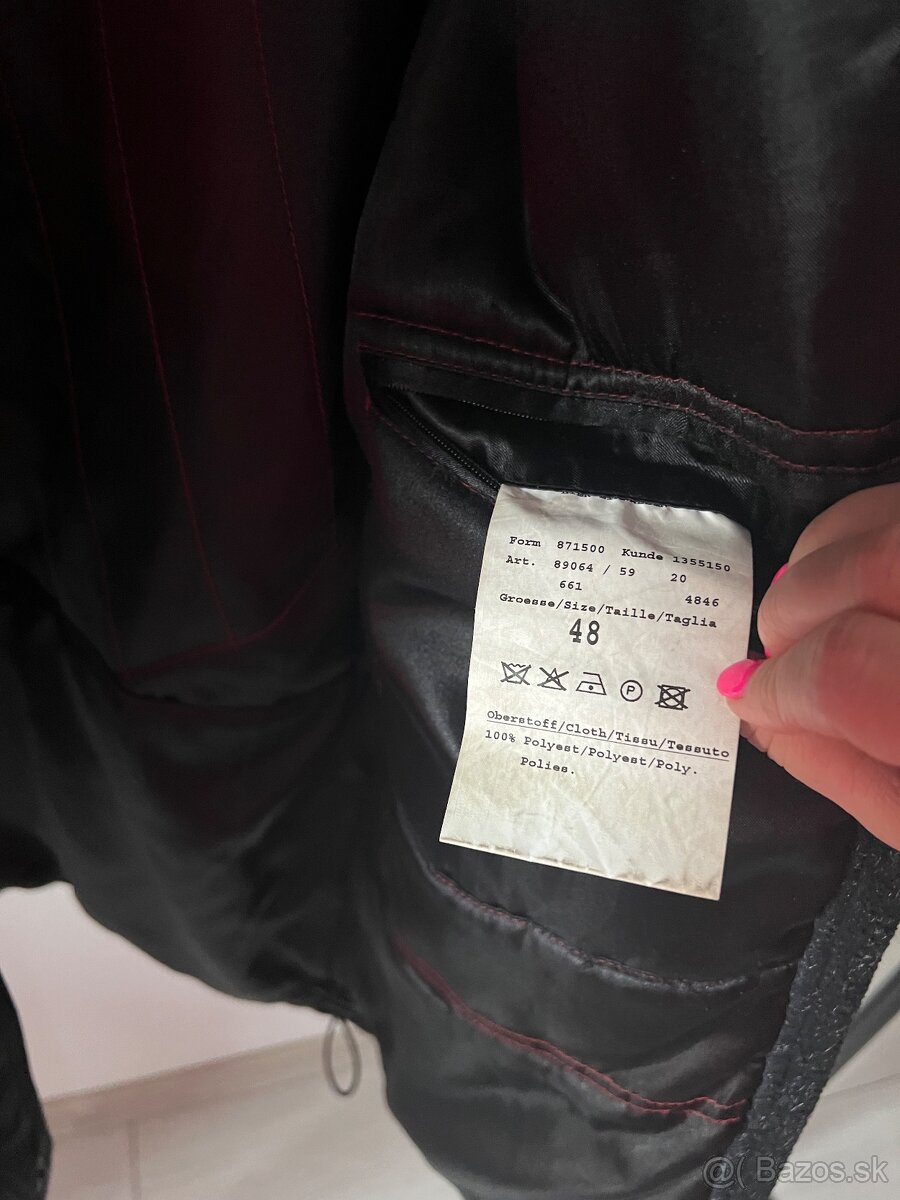 Form 871500 Kunde 1355150
Art. 89064 / 59 20
661 4846
Groesse/Size/Taille/Taglia
48
P
Oberstoff/Cloth/Tissu/Tessuto
100% Polyest/Polyest/Poly.
Polies.
@( Bazos.sk